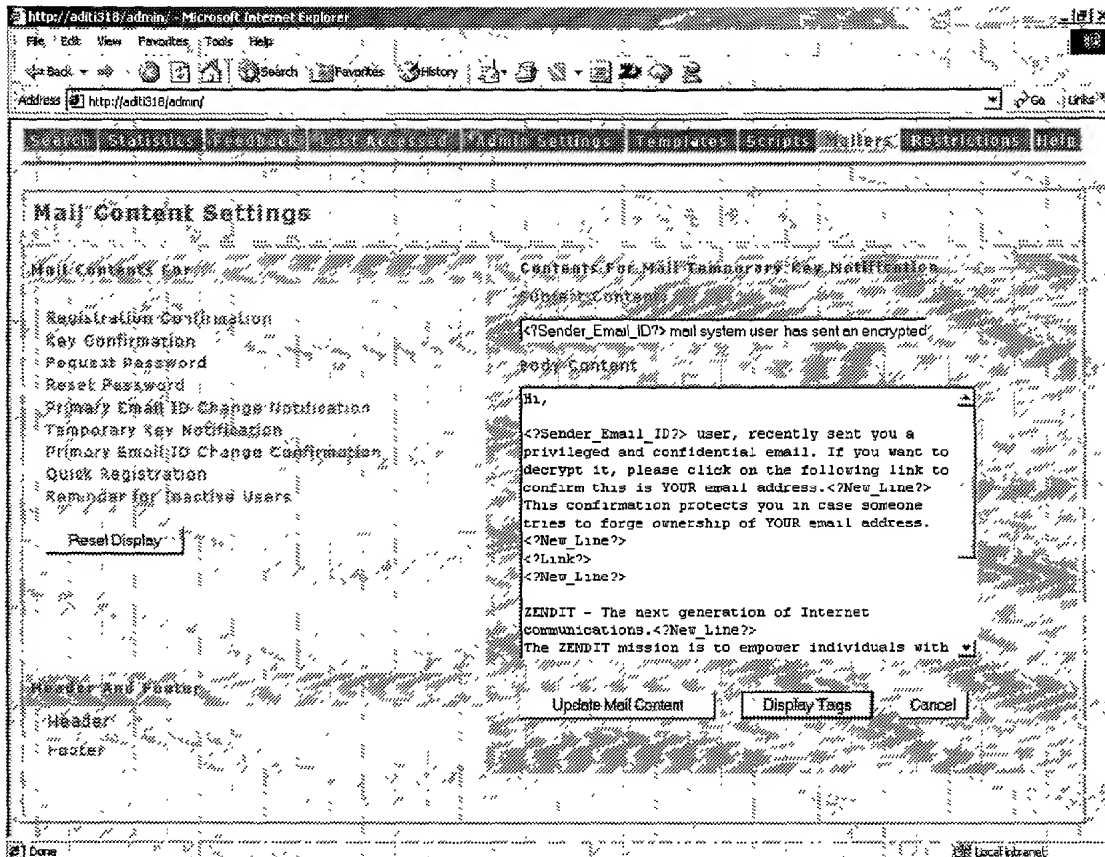 http://aditi318/admin/ - Microsoft Internet Explorer
File Edit View Favorites Tools Help
Back Search Favorites History
Address http://aditi318/admin/ Go Links
Search Statistics Feedback Last Accessed Admin Settings Templates Scripts Mailers Restrictions Help
Mail Content Settings
Mail Contents For
Registration Confirmation
Key Confirmation
Request Password
Reset Password
Primary Email ID Change Notification
Temporary Key Notification
Primary Email ID Change Confirmation
Quick Registration
Reminder for Inactive Users
Reset Display
Header And Footer
Header
Footer
Contents For Mail Temporary Key Notification
Content
<?Sender_Email_ID?> mail system user has sent an encrypted
Body Content
Hi,
<?Sender_Email_ID?> user, recently sent you a
privileged and confidential email. If you want to
decrypt it, please click on the following link to
confirm this is YOUR email address.<?New_Line?>
This confirmation protects you in case someone
tries to forge ownership of YOUR email address.
<?New_Line?>
<?Link?>
<?New_Line?>
ZENDIT - The next generation of Internet
communications.<?New_Line?>
The ZENDIT mission is to empower individuals with
Update Mail Content Display Tags Cancel
Done Local intranet